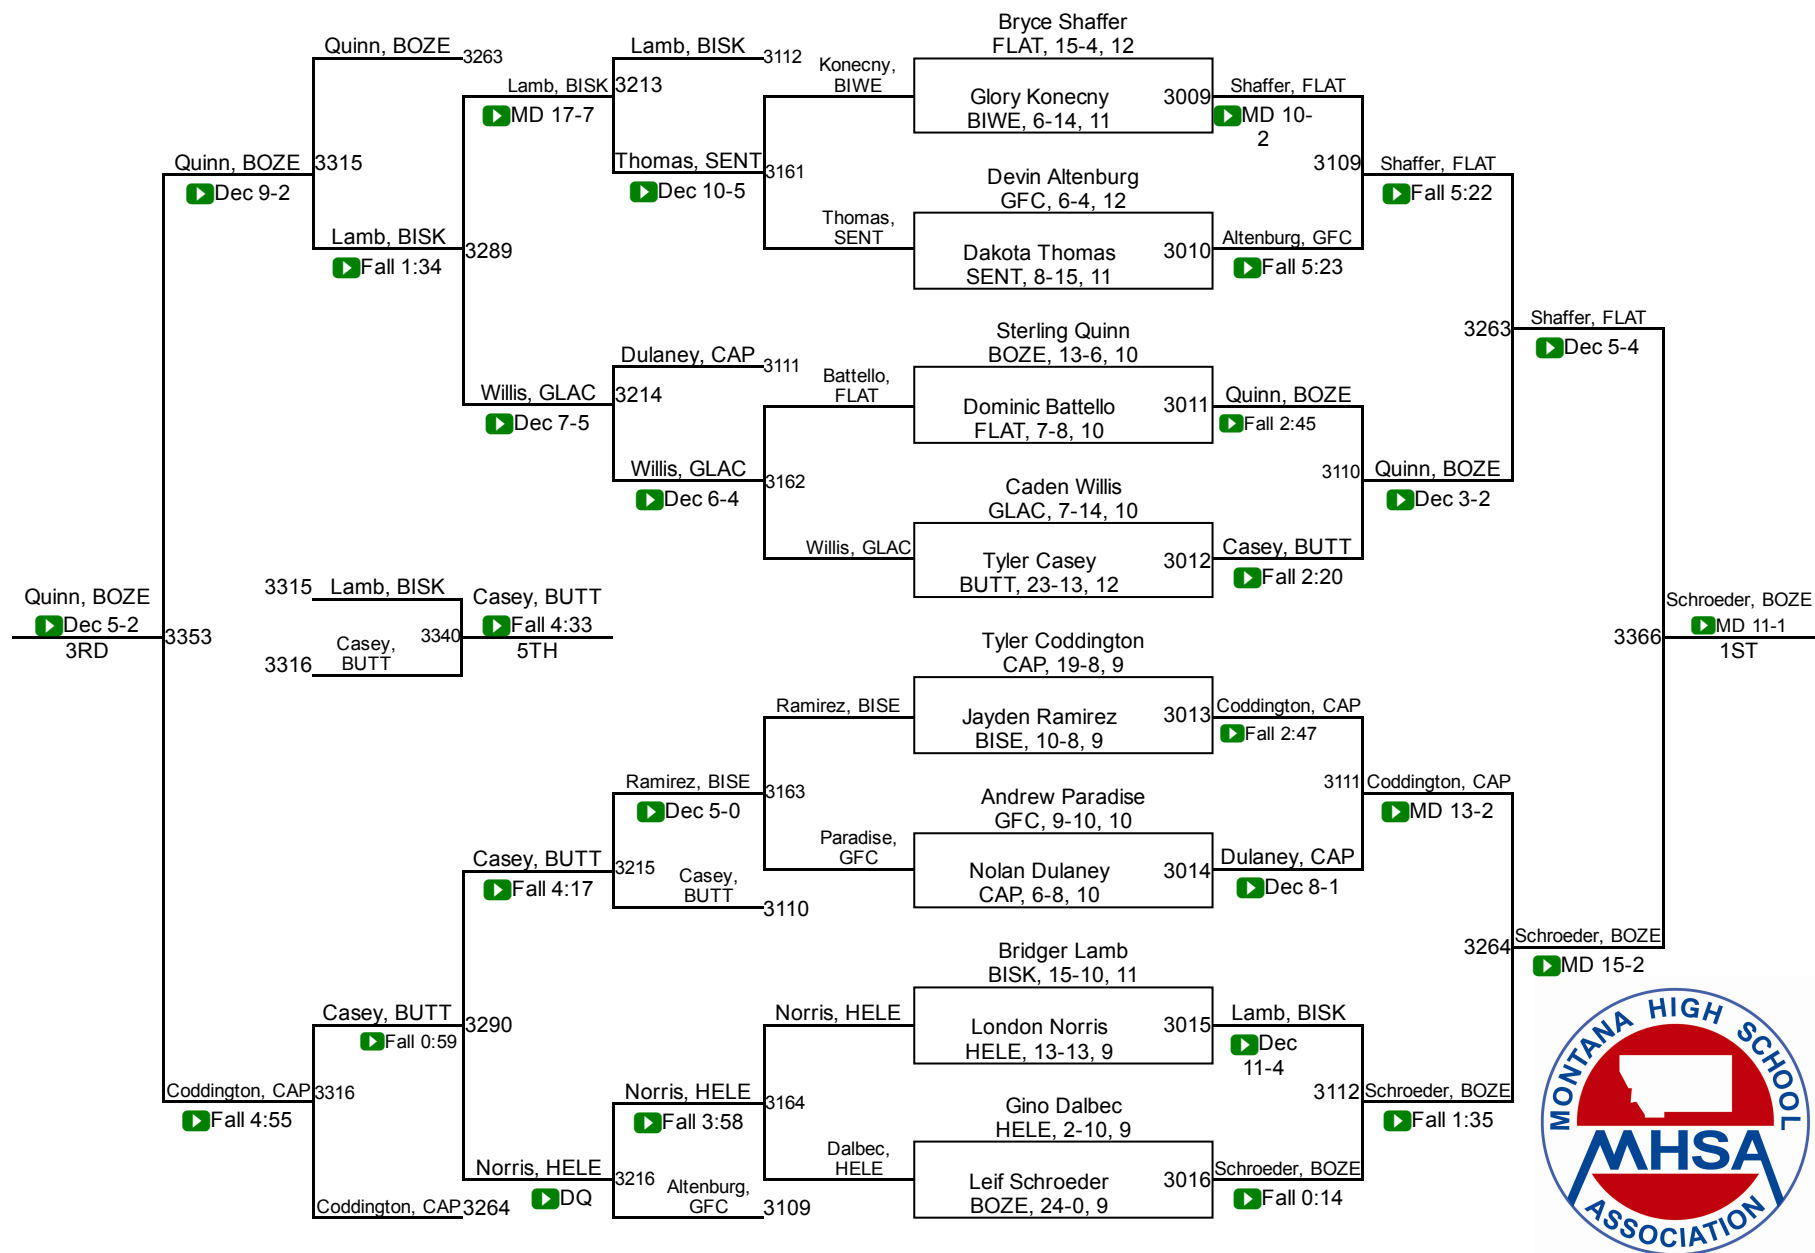 Bryce Shaffer
FLAT, 15-4, 12
Quinn, BOZE
3263
Lamb, BISK
3112
Konecny,
BIWE
Lamb, BISK
3213
MD 17-7
Glory Konecny
BIWE, 6-14, 11
3009
Shaffer, FLAT
MD 10-
2
Quinn, BOZE
3315
Dec 9-2
Thomas, SENT
3161
Dec 10-5
Devin Altenburg
GFC, 6-4, 12
3109
Shaffer, FLAT
Fall 5:22
Lamb, BISK
3289
Fall 1:34
Thomas,
SENT
Dakota Thomas
SENT, 8-15, 11
3010
Altenburg, GFC
Fall 5:23
Sterling Quinn
BOZE, 13-6, 10
3263
Shaffer, FLAT
Dec 5-4
Dulaney, CAP
3111
Battello,
FLAT
Willis, GLAC
3214
Dec 7-5
Dominic Battello
FLAT, 7-8, 10
3011
Quinn, BOZE
Fall 2:45
Willis, GLAC
3162
Dec 6-4
Caden Willis
GLAC, 7-14, 10
3110
Quinn, BOZE
Dec 3-2
Willis, GLAC
Tyler Casey
BUTT, 23-13, 12
3012
Casey, BUTT
Fall 2:20
Quinn, BOZE
Dec 5-2
3RD
3353
3315
Lamb, BISK
Casey,
BUTT
3316
3340
Casey, BUTT
Fall 4:33
5TH
3366
Schroeder, BOZE
MD 11-1
1ST
Tyler Coddington
CAP, 19-8, 9
Ramirez, BISE
Jayden Ramirez
BISE, 10-8, 9
3013
Coddington, CAP
Fall 2:47
Ramirez, BISE
3163
Dec 5-0
Andrew Paradise
GFC, 9-10, 10
3111
Coddington, CAP
MD 13-2
Casey, BUTT
3215
Fall 4:17
Casey,
BUTT
3110
Paradise,
GFC
Nolan Dulaney
CAP, 6-8, 10
3014
Dulaney, CAP
Dec 8-1
Bridger Lamb
BISK, 15-10, 11
3264
Schroeder, BOZE
MD 15-2
Casey, BUTT
3290
Fall 0:59
Norris, HELE
London Norris
HELE, 13-13, 9
3015
Lamb, BISK
Dec
11-4
Coddington, CAP
3316
Fall 4:55
Norris, HELE
3164
Fall 3:58
Gino Dalbec
HELE, 2-10, 9
3112
Schroeder, BOZE
Fall 1:35
Norris, HELE
3216
DQ
Altenburg,
GFC
3109
Dalbec,
HELE
Leif Schroeder
BOZE, 24-0, 9
3016
Schroeder, BOZE
Fall 0:14
Coddington, CAP
3264
MONTANA HIGH SCHOOL
MHSA
ASSOCIATION